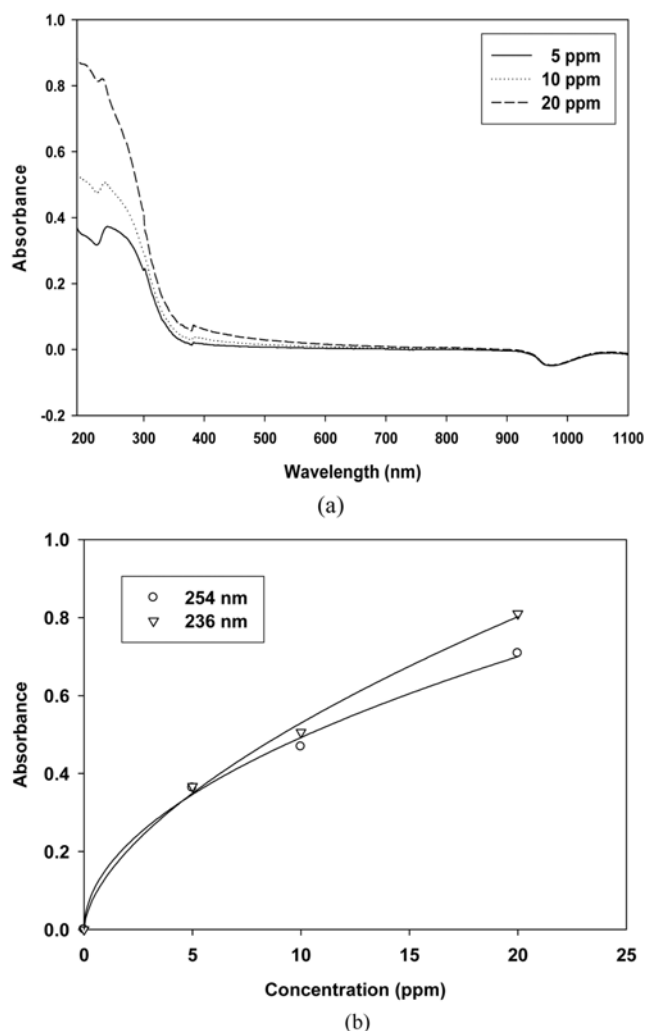 1.0
0.8
0.6
0.4
0.2
0.0
-0.2
Absorbance
5 ppm
10 ppm
20 ppm
200 300 400 500 600 700 800 900 1000 1100
Wavelength (nm)
(a)
1.0
0.8
0.6
0.4
0.2
0.0
Absorbance
254 nm
236 nm
0 5 10 15 20 25
Concentration (ppm)
(b)